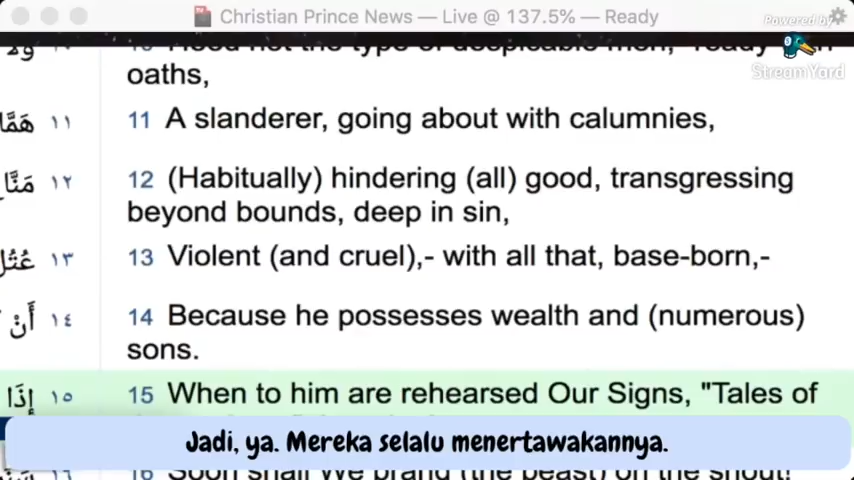 Christian Prince News — Live @ 137.5% — Ready
Powered by
StreamYard
oaths,
١١ هَمَّا
11 A slanderer, going about with calumnies,
١٢ مَنَّا
12 (Habitually) hindering (all) good, transgressing
beyond bounds, deep in sin,
١٣ عُتُلٍّ
13 Violent (and cruel),- with all that, base-born,-
١٤ أَنْ
14 Because he possesses wealth and (numerous)
sons.
١٥ إِذَا
15 When to him are rehearsed Our Signs, "Tales of
Jadi, ya. Mereka selalu menertawakannya.
16 Soon shall We brand (the beast) on the snout!